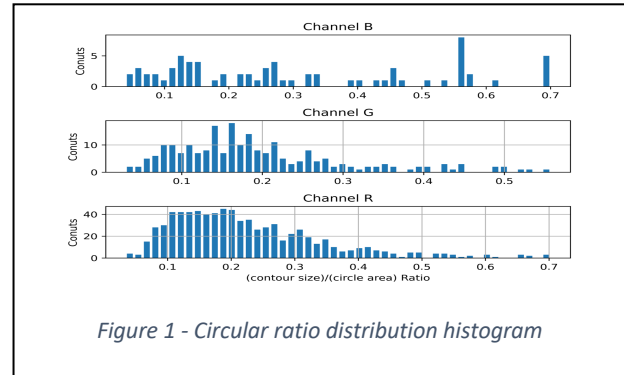 Channel B
5
0
Conuts
0.1 0.2 0.3 0.4 0.5 0.6 0.7
Channel G
10
0
Conuts
0.1 0.2 0.3 0.4 0.5
Channel R
40
20
0
Conuts
0.1 0.2 0.3 0.4 0.5 0.6 0.7
(contour size)/(circle area) Ratio
Figure 1 - Circular ratio distribution histogram